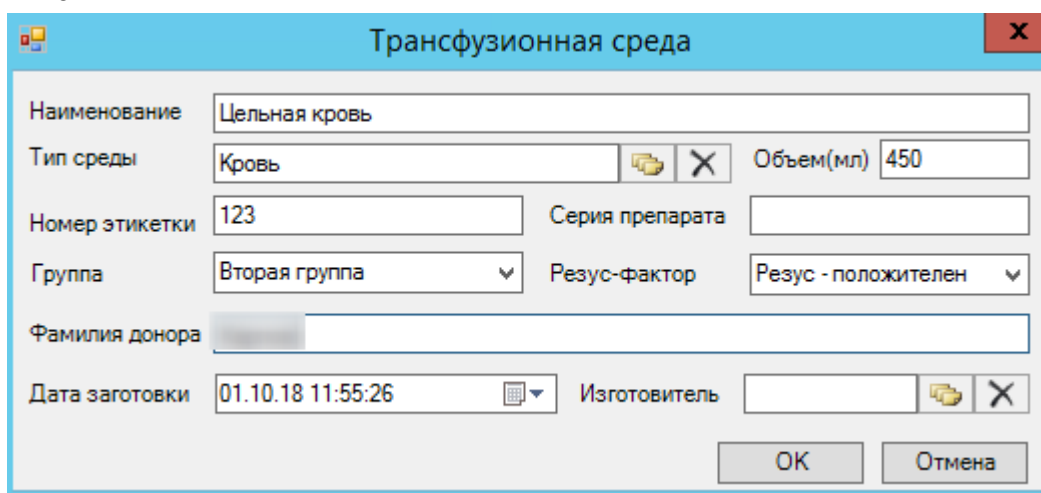 Трансфузионная среда
Наименование Цельная кровь
Тип среды Кровь Объем(мл) 450
Номер этикетки 123 Серия препарата
Группа Вторая группа Резус-фактор Резус - положителен
Фамилия донора
Дата заготовки 01.10.18 11:55:26 Изготовитель
OK Отмена